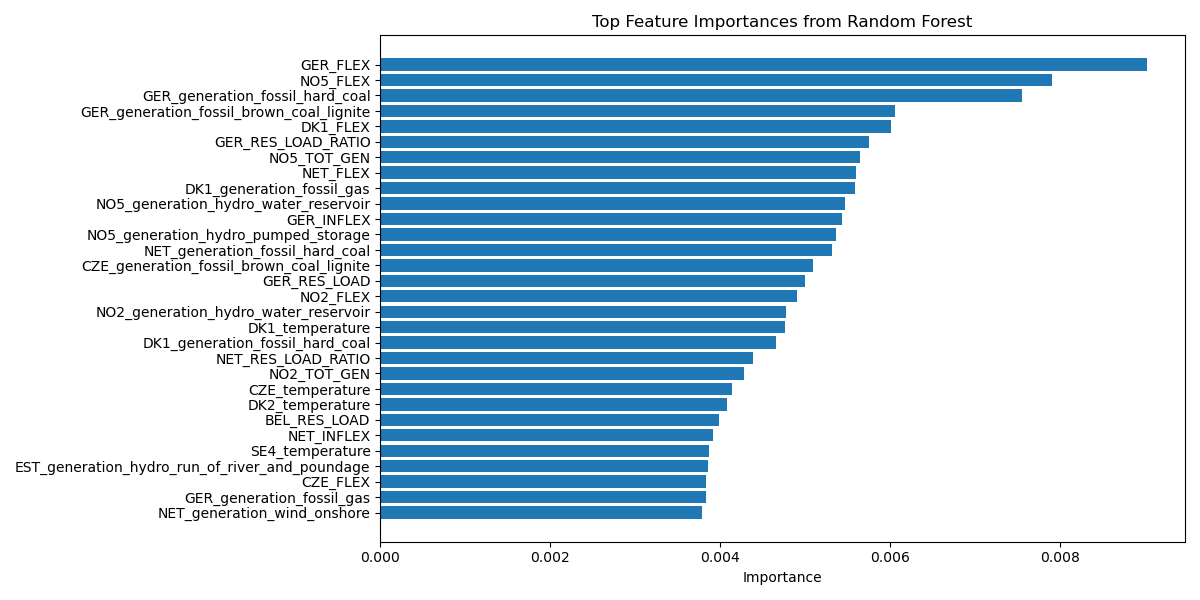 Top Feature Importances from Random Forest
GER_FLEX
NO5_FLEX
GER_generation_fossil_hard_coal
GER_generation_fossil_brown_coal_lignite
DK1_FLEX
GER_RES_LOAD_RATIO
NO5_TOT_GEN
NET_FLEX
DK1_generation_fossil_gas
NO5_generation_hydro_water_reservoir
GER_INFLEX
NO5_generation_hydro_pumped_storage
NET_generation_fossil_hard_coal
CZE_generation_fossil_brown_coal_lignite
GER_RES_LOAD
NO2_FLEX
NO2_generation_hydro_water_reservoir
DK1_temperature
DK1_generation_fossil_hard_coal
NET_RES_LOAD_RATIO
NO2_TOT_GEN
CZE_temperature
DK2_temperature
BEL_RES_LOAD
NET_INFLEX
SE4_temperature
EST_generation_hydro_run_of_river_and_poundage
CZE_FLEX
GER_generation_fossil_gas
NET_generation_wind_onshore
0.000 0.002 0.004 0.006 0.008
Importance